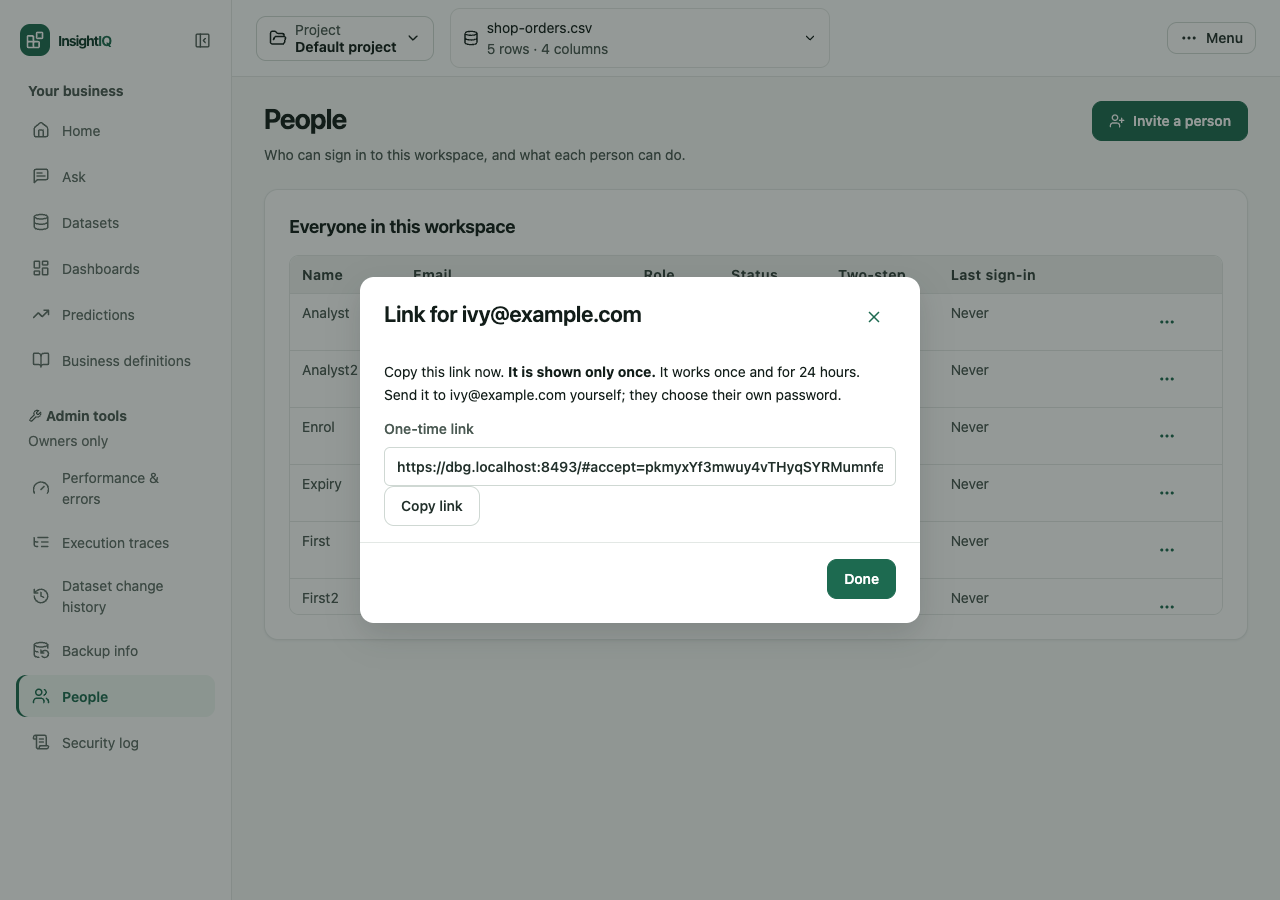 InsightIQ
Project
Default project
shop-orders.csv
5 rows · 4 columns
Menu
Your business
Home
Ask
Datasets
Dashboards
Predictions
Business definitions
Admin tools
Owners only
Performance &
errors
Execution traces
Dataset change
history
Backup info
People
Security log
People
Invite a person
Who can sign in to this workspace, and what each person can do.
Everyone in this workspace
Name Email Role Status Two-step Last sign-in
Analyst Never
Analyst2 Never
Enrol Never
Expiry Never
First Never
First2 Never
Link for ivy@example.com
Copy this link now. It is shown only once. It works once and for 24 hours.
Send it to ivy@example.com yourself; they choose their own password.
One-time link
https://dbg.localhost:8493/#accept=pkmyxYf3mwuy4vTHyqSYRMumnfe
Copy link
Done